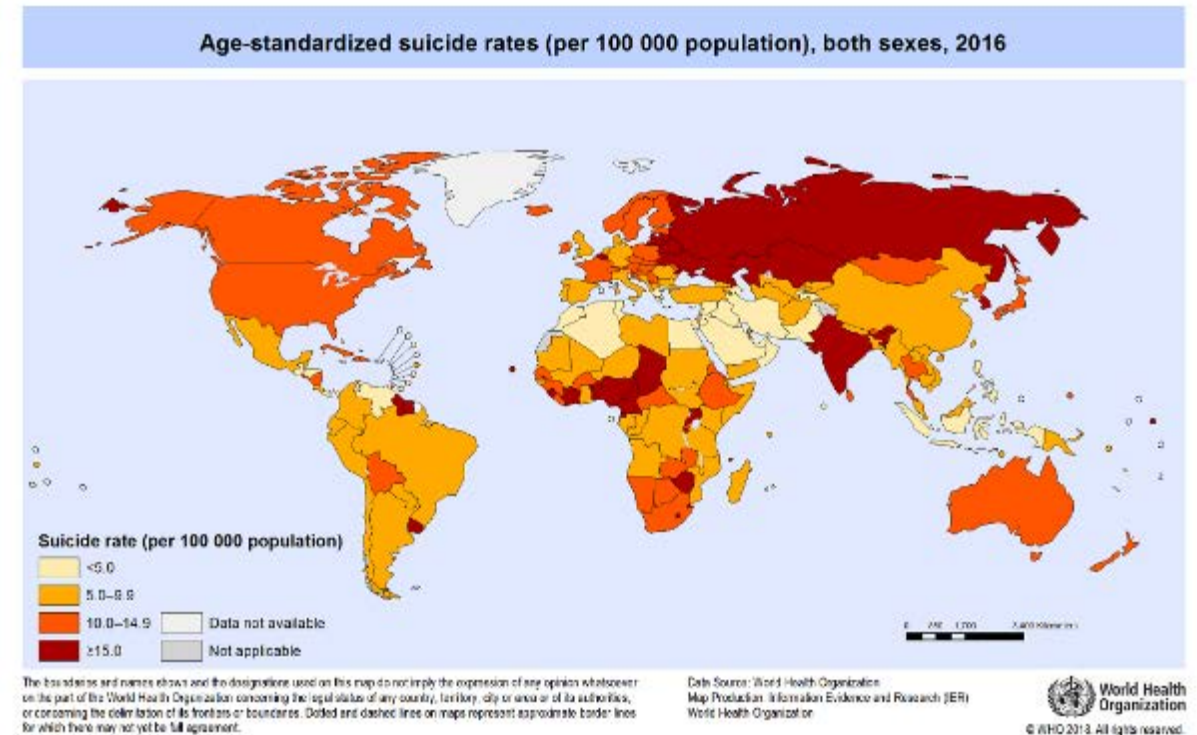 Age-standardized suicide rates (per 100 000 population), both sexes, 2016
Suicide rate (per 100 000 population)
<5.0
5.0–9.9
10.0–14.9
≥15.0
Data not available
Not applicable
The boundaries and names shown and the designations used on this map do not imply the expression of any opinion whatsoever
on the part of the World Health Organization concerning the legal status of any country, territory, city or area or of its authorities,
or concerning the delimitation of its frontiers or boundaries. Dotted and dashed lines on maps represent approximate border lines
for which there may not yet be full agreement.
Data Source: World Health Organization
Map Production: Information Evidence and Research (IER)
World Health Organization
World Health
Organization
© WHO 2018. All rights reserved.